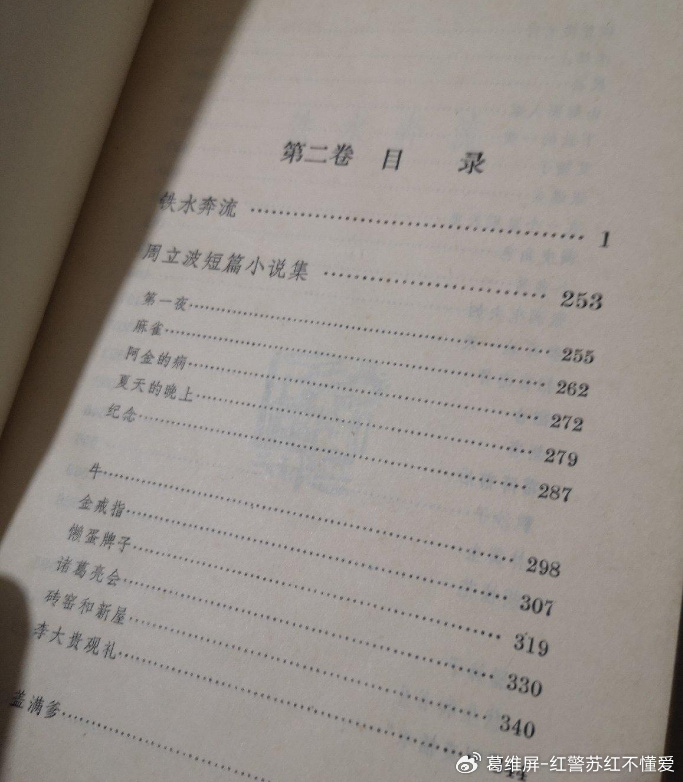 第二卷 目 录
铁水奔流 …… 1
周立波短篇小说集 …… 253
第一夜 …… 255
麻雀 …… 262
阿金的病 …… 272
夏天的晚上 …… 279
纪念 …… 287
牛 …… 298
金戒指 …… 307
懒蛋牌子 …… 319
诸葛亮会 …… 330
砖窑和新屋 …… 340
李大贵观礼 ……
盖满爹 ……
葛维屏-红警苏红不懂爱